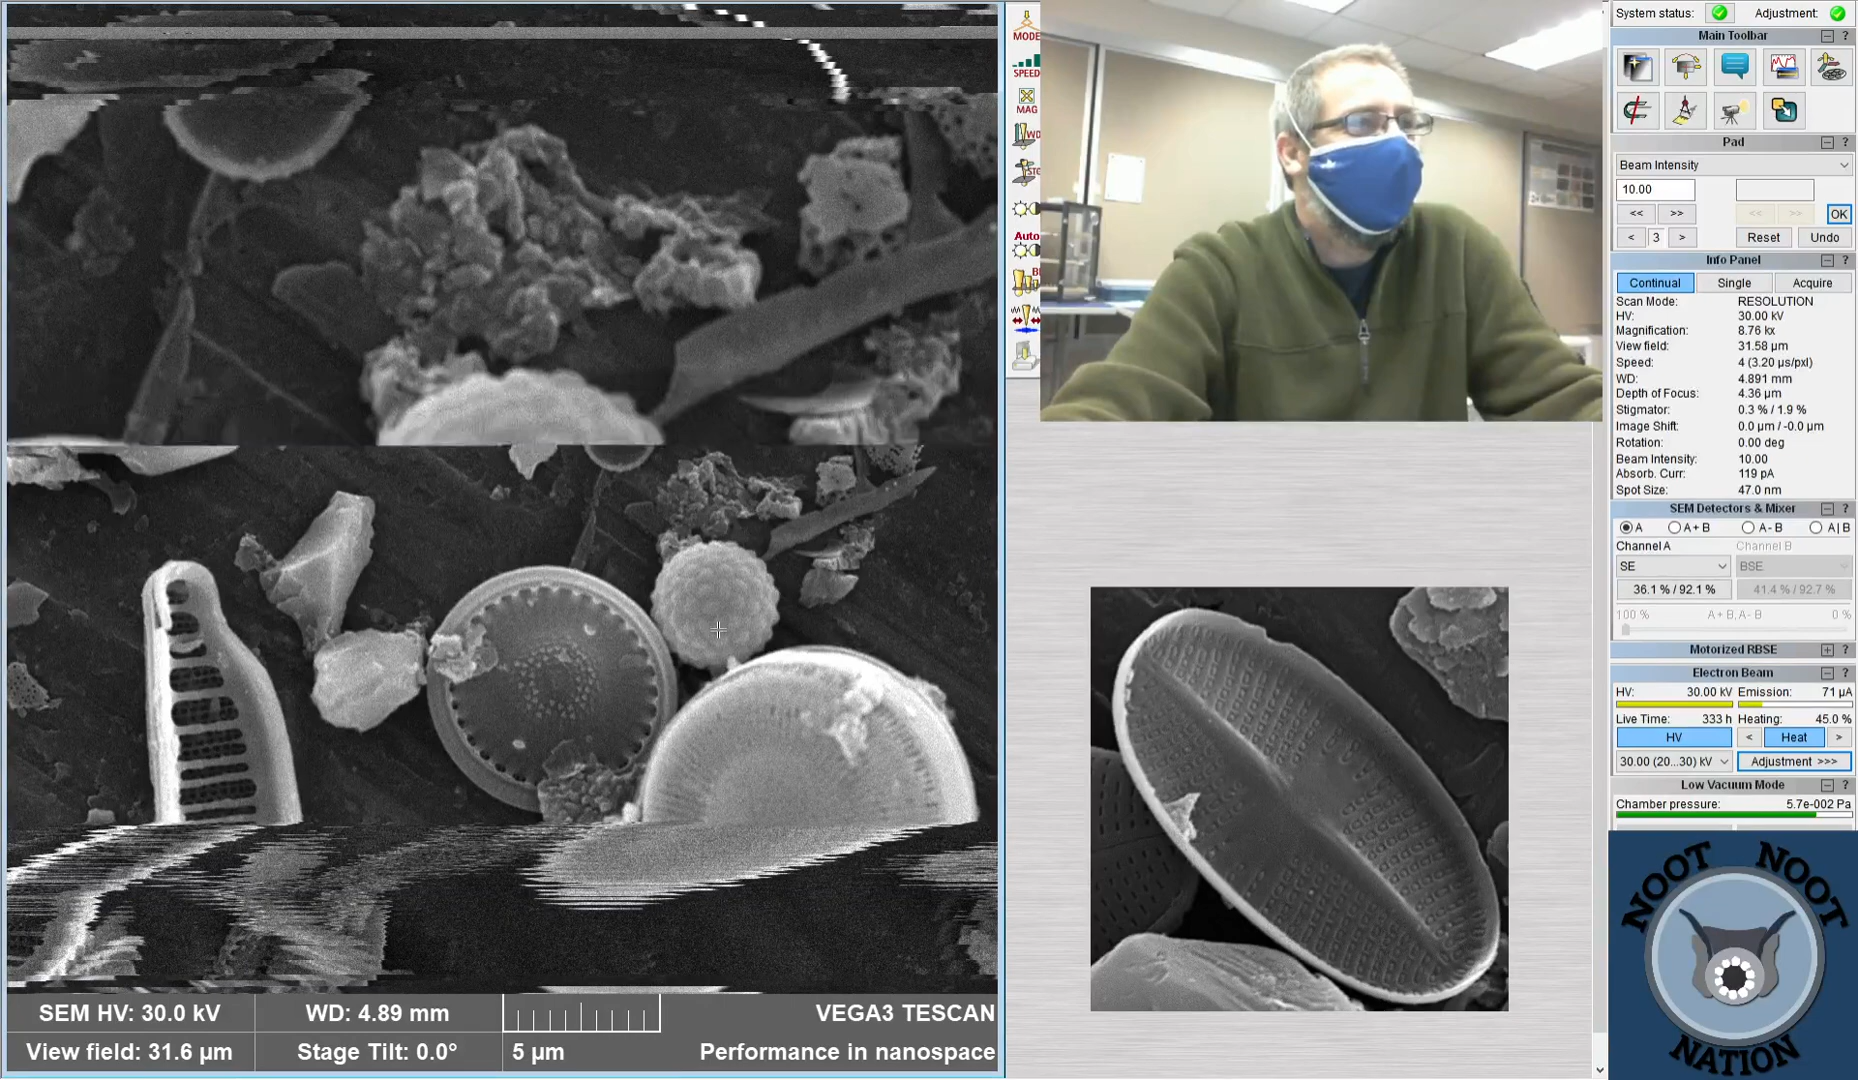 MODE
SPEED
MAG
WD
Auto
System status:
Adjustment:
Main Toolbar
?
Pad
?
Beam Intensity
10.00
<<
>>
<<
>>
OK
<
3
>
Reset
Undo
Info Panel
?
Continual
Single
Acquire
Scan Mode: RESOLUTION
HV: 30.00 kV
Magnification: 8.76 kx
View field: 31.58 µm
Speed: 4 (3.20 µs/pxl)
WD: 4.891 mm
Depth of Focus: 4.36 µm
Stigmator: 0.3 % / 1.9 %
Image Shift: 0.0 µm / -0.0 µm
Rotation: 0.00 deg
Beam Intensity: 10.00
Absorb. Curr: 119 pA
Spot Size: 47.0 nm
SEM Detectors & Mixer
?
A
A + B
A - B
A | B
Channel A
Channel B
SE
BSE
36.1 % / 92.1 %
41.4 % / 92.7 %
100 %
A + B, A - B
0 %
Motorized RBSE
?
Electron Beam
?
HV: 30.00 kV
Emission: 71 µA
Live Time: 333 h
Heating: 45.0 %
HV
<
Heat
>
30.00 (20...30) kV
Adjustment >>>
Low Vacuum Mode
?
Chamber pressure: 5.7e-002 Pa
NOOT NOOT
NATION
SEM HV: 30.0 kV
WD: 4.89 mm
VEGA3 TESCAN
View field: 31.6 µm
Stage Tilt: 0.0°
5 µm
Performance in nanospace